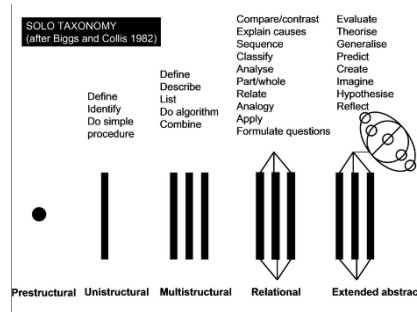 SOLO TAXONOMY
(after Biggs and Collis 1982)
Define
Identify
Do simple
procedure
Define
Describe
List
Do algorithm
Combine
Compare/contrast
Explain causes
Sequence
Classify
Analyse
Part/whole
Relate
Analogy
Apply
Formulate questions
Evaluate
Theorise
Generalise
Predict
Create
Imagine
Hypothesise
Reflect
Prestructural
Unistructural
Multistructural
Relational
Extended abstract